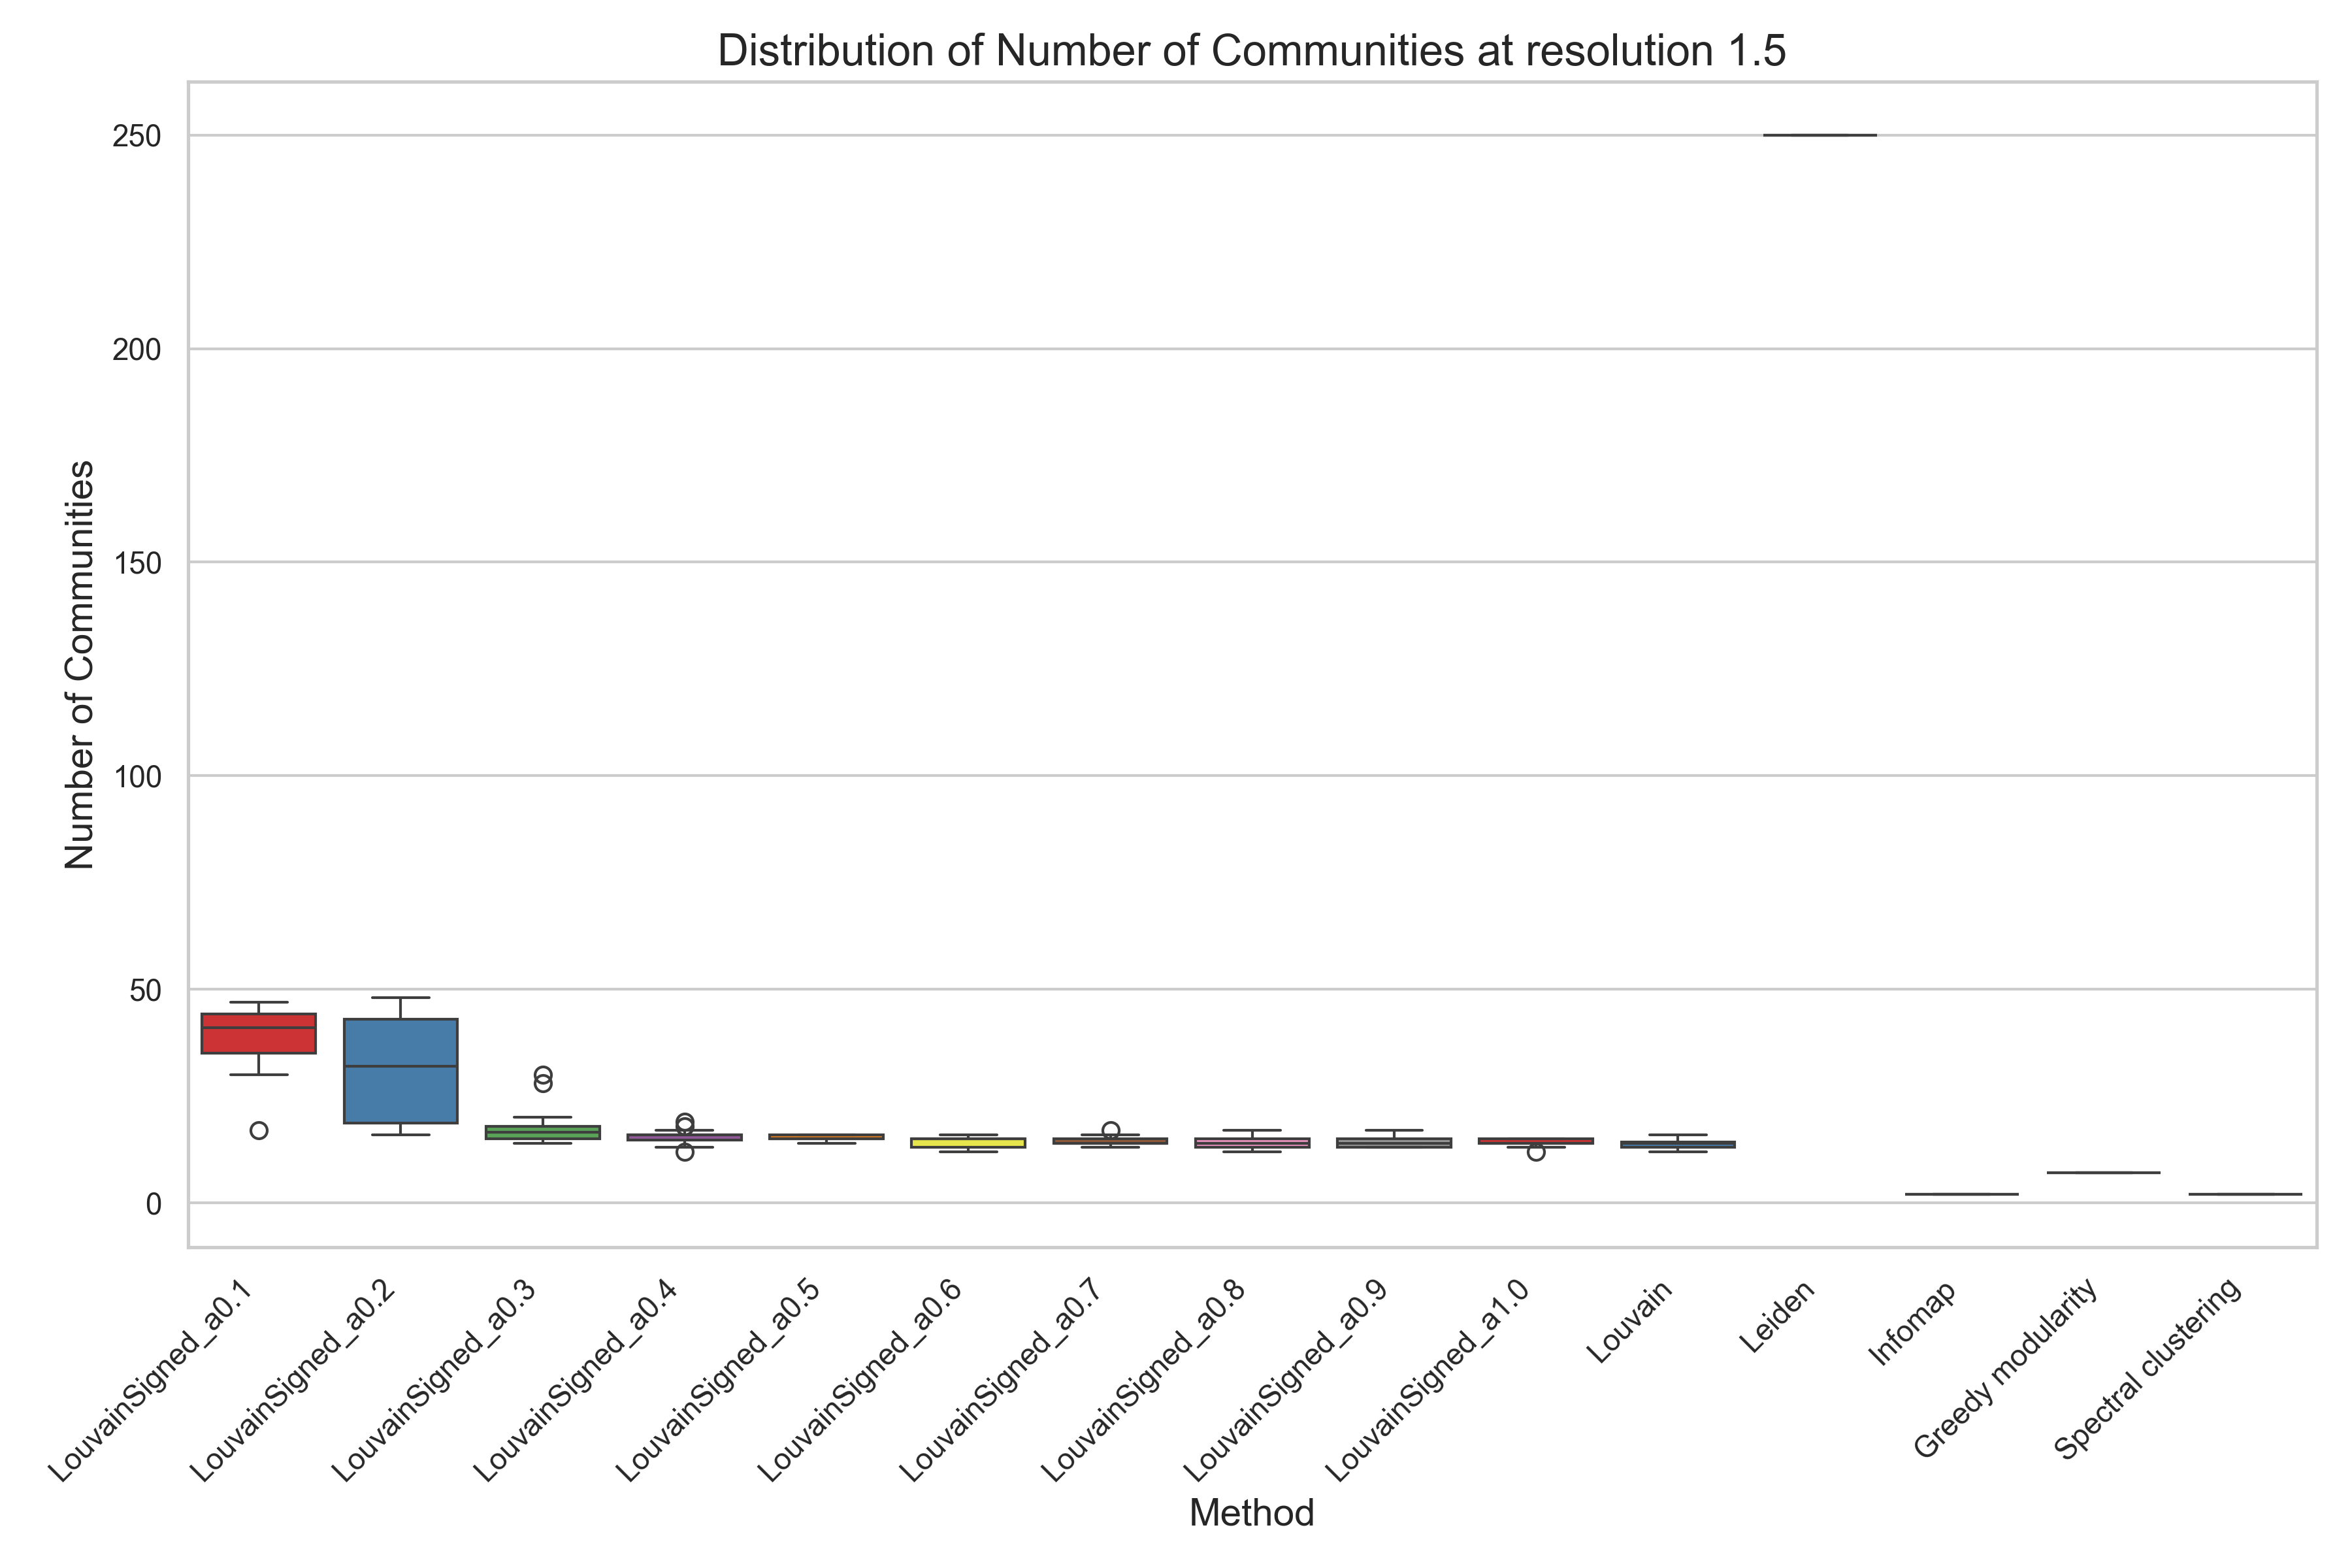 Distribution of Number of Communities at resolution 1.5
Number of Communities
250
200
150
100
50
0
LouvainSigned_a0.1
LouvainSigned_a0.2
LouvainSigned_a0.3
LouvainSigned_a0.4
LouvainSigned_a0.5
LouvainSigned_a0.6
LouvainSigned_a0.7
LouvainSigned_a0.8
LouvainSigned_a0.9
LouvainSigned_a1.0
Louvain
Leiden
Infomap
Greedy modularity
Spectral clustering
Method